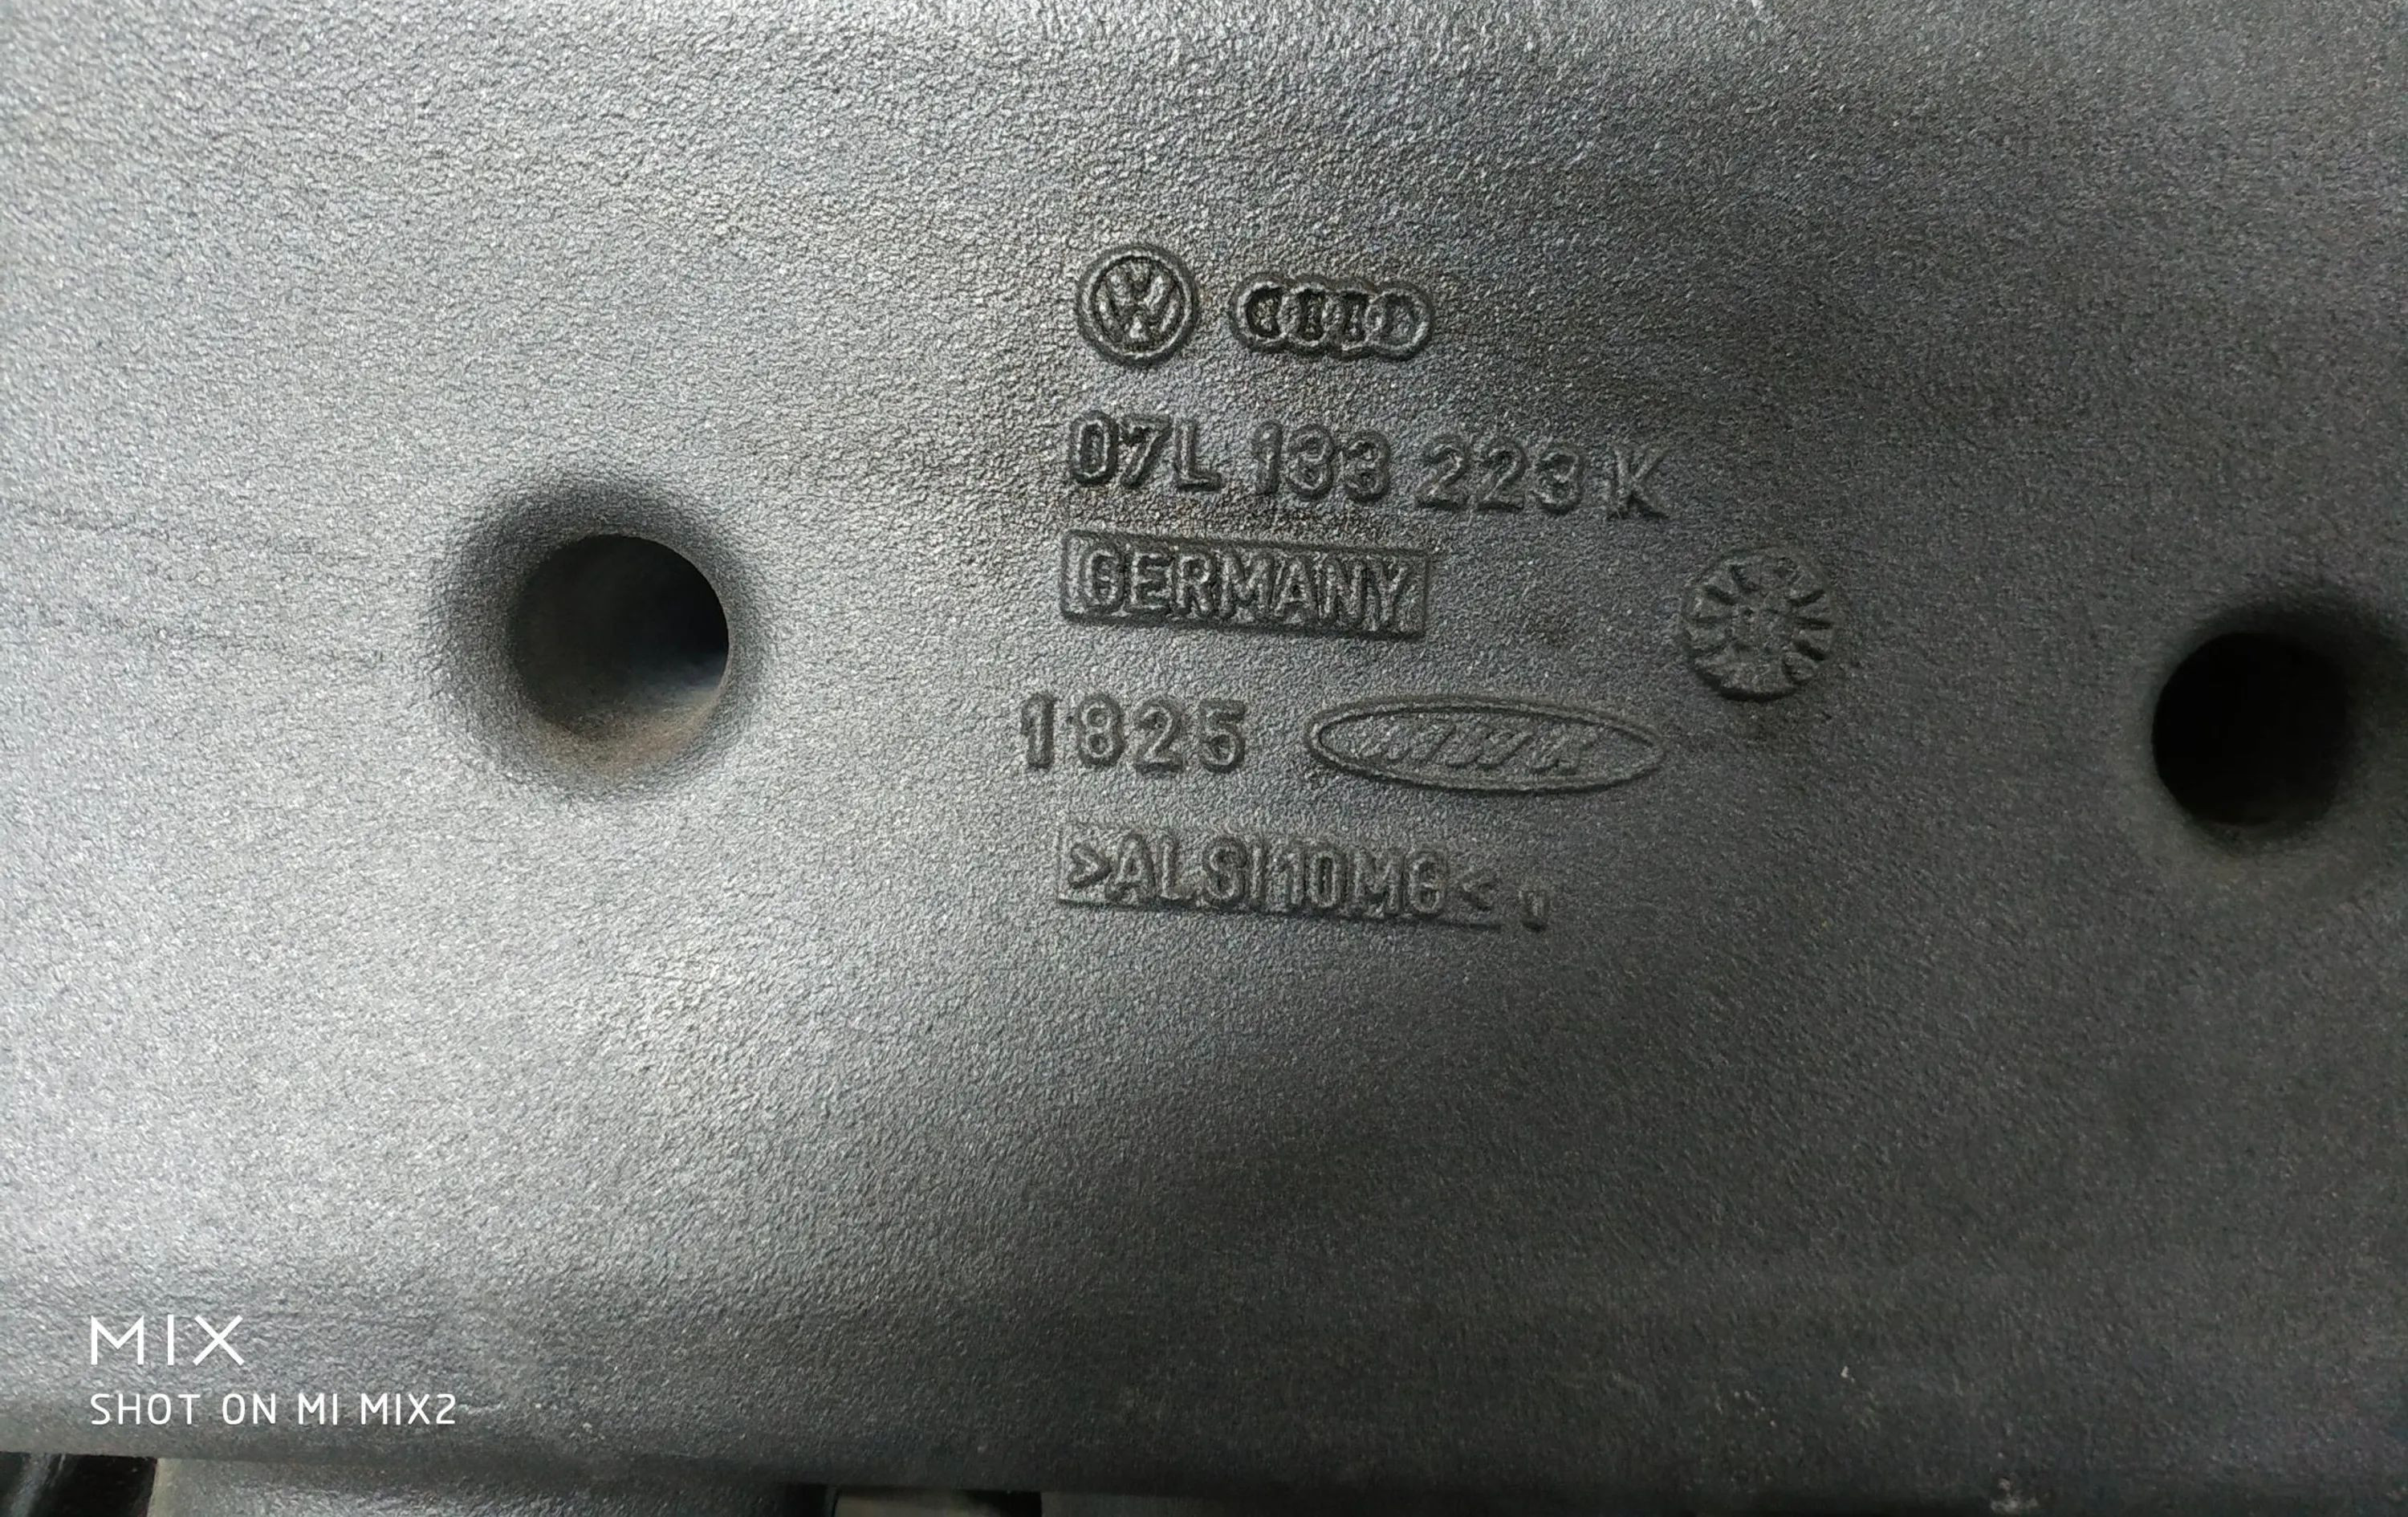 07L 133 223 K
GERMANY
1825
>ALSI10MG<
MIX
SHOT ON MI MIX2